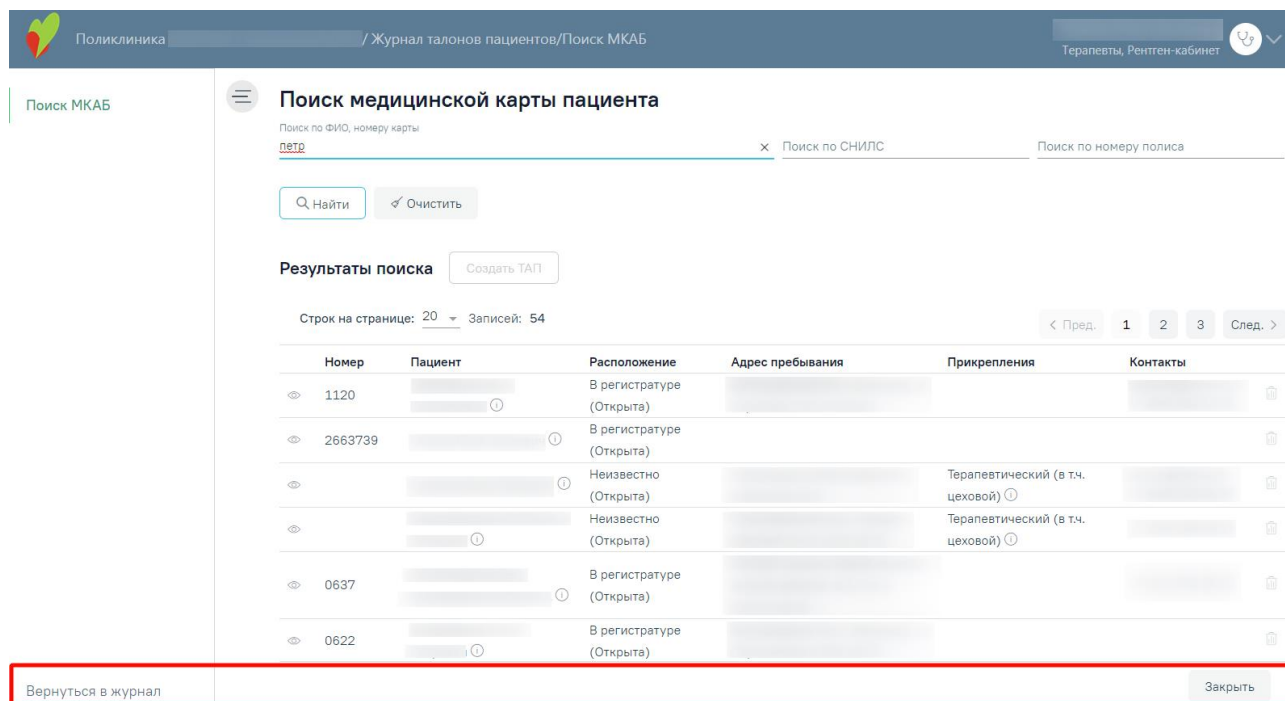 Поликлиника / Журнал талонов пациентов/Поиск МКАБ
Терапевты, Рентген-кабинет
Поиск МКАБ
Поиск медицинской карты пациента
Поиск по ФИО, номеру карты
петр
Поиск по СНИЛС
Поиск по номеру полиса
Найти
Очистить
Результаты поиска
Создать ТАП
Строк на странице: 20 Записей: 54
< Пред. 1 2 3 След. >
Номер Пациент Расположение Адрес пребывания Прикрепления Контакты
1120 В регистратуре
(Открыта)
2663739 В регистратуре
(Открыта)
Неизвестно Терапевтический (в т.ч.
(Открыта) цеховой)
Неизвестно Терапевтический (в т.ч.
(Открыта) цеховой)
0637 В регистратуре
(Открыта)
0622 В регистратуре
(Открыта)
Вернуться в журнал
Закрыть